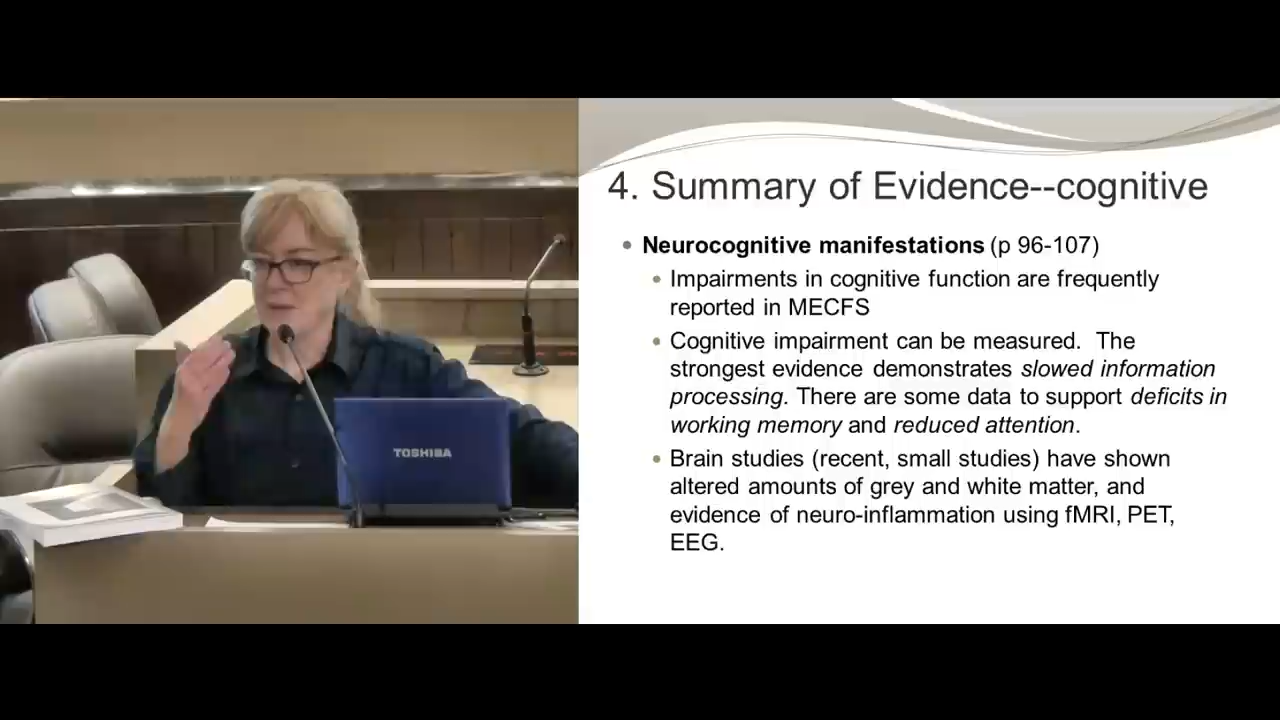 4. Summary of Evidence--cognitive
• Neurocognitive manifestations (p 96-107)
• Impairments in cognitive function are frequently
reported in MECFS
• Cognitive impairment can be measured. The
strongest evidence demonstrates slowed information
processing. There are some data to support deficits in
working memory and reduced attention.
• Brain studies (recent, small studies) have shown
altered amounts of grey and white matter, and
evidence of neuro-inflammation using fMRI, PET,
EEG.
TOSHIBA